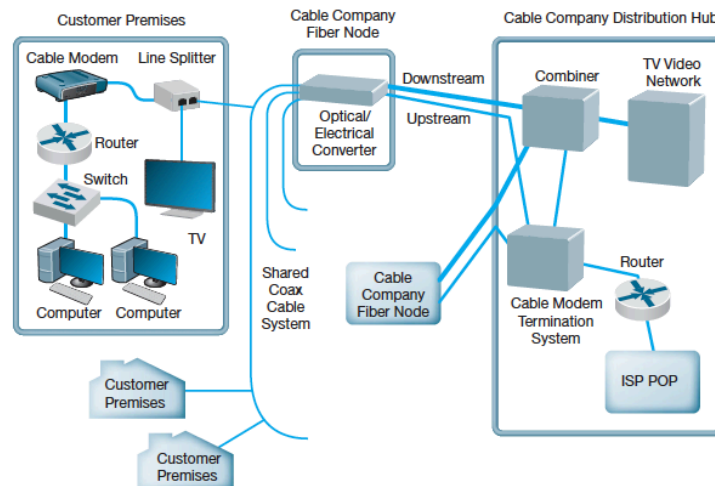 Customer Premises
Cable Modem
Line Splitter
Router
Switch
TV
Computer
Computer
Cable Company
Fiber Node
Optical/
Electrical
Converter
Downstream
Upstream
Shared
Coax
Cable
System
Customer
Premises
Customer
Premises
Cable
Company
Fiber Node
Cable Company Distribution Hub
Combiner
TV Video
Network
Cable Modem
Termination
System
Router
ISP POP